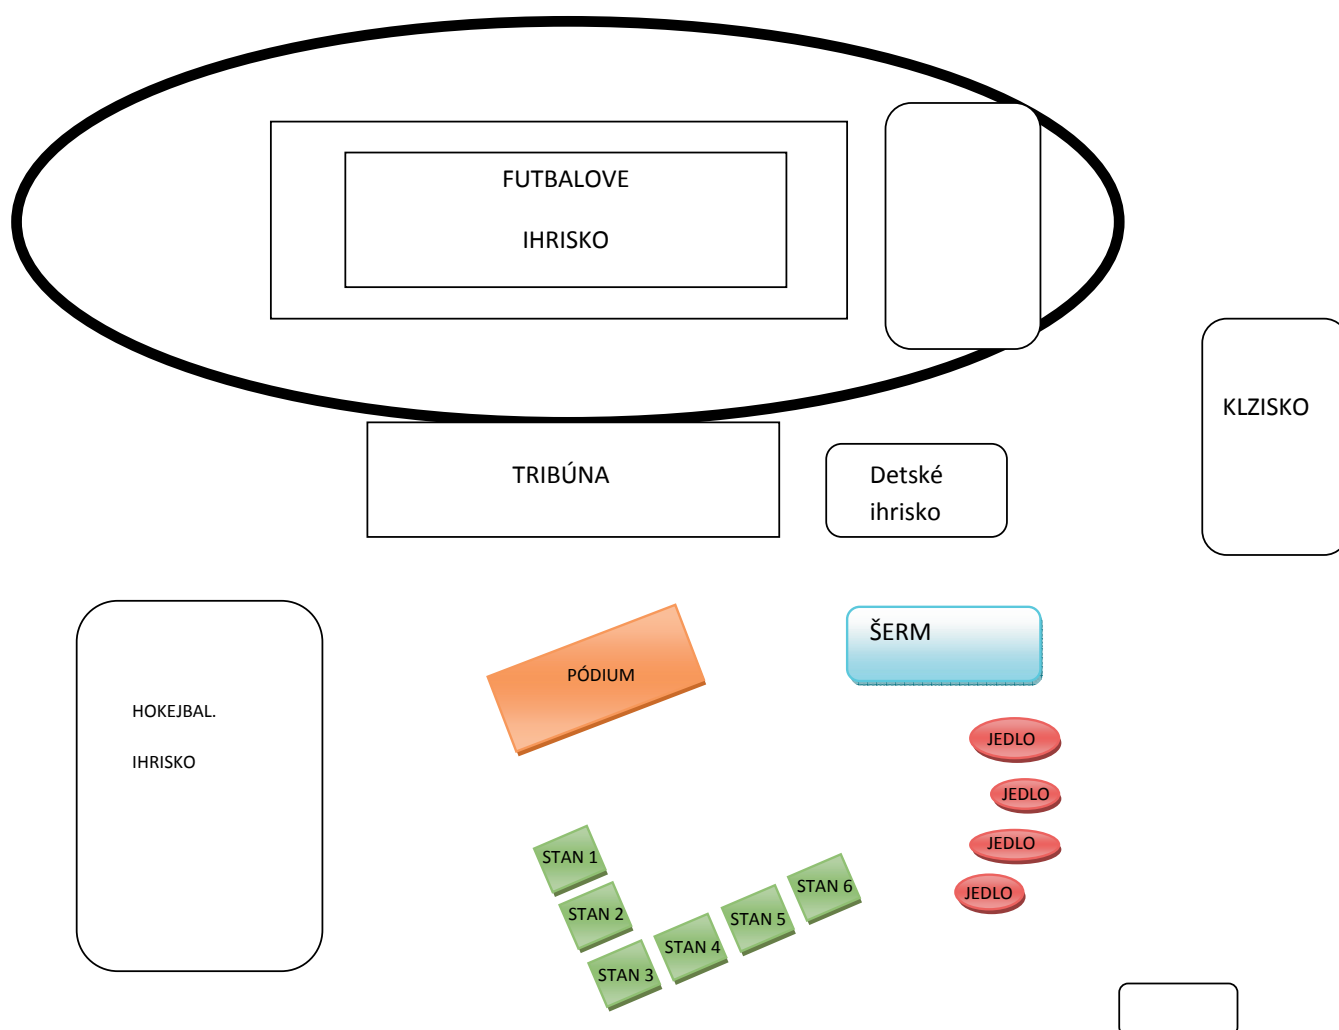 FUTBALOVE
IHRISKO
KLZISKO
TRIBÚNA
Detské
ihrisko
ŠERM
PÓDIUM
HOKEJBAL.
IHRISKO
JEDLO
JEDLO
JEDLO
JEDLO
STAN 1
STAN 2
STAN 3
STAN 4
STAN 5
STAN 6